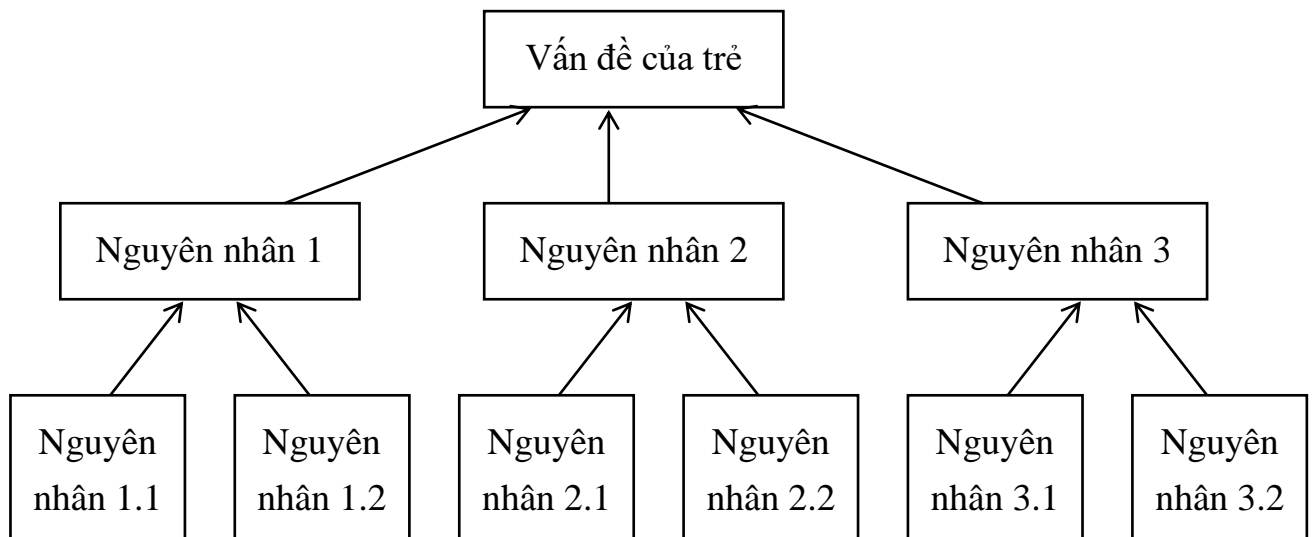 Vấn đề của trẻ
Nguyên nhân 1
Nguyên nhân 2
Nguyên nhân 3
Nguyên
nhân 1.1
Nguyên
nhân 1.2
Nguyên
nhân 2.1
Nguyên
nhân 2.2
Nguyên
nhân 3.1
Nguyên
nhân 3.2